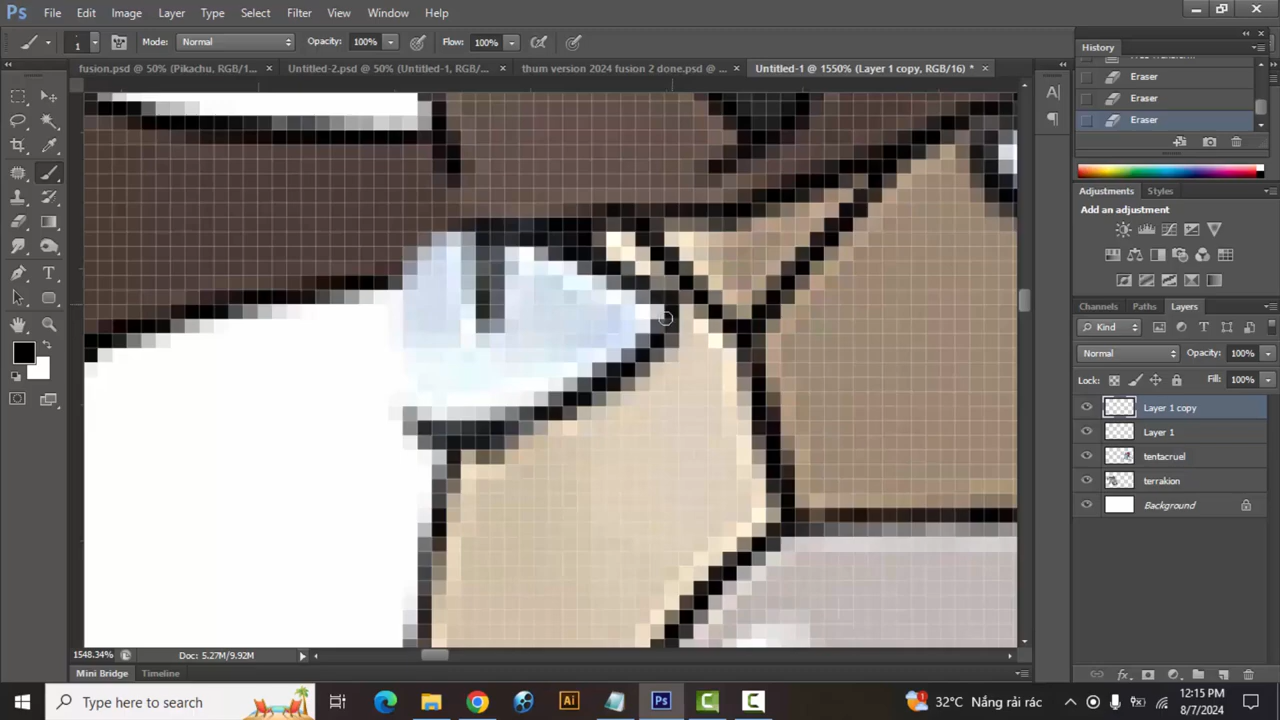 Ps File Edit Image Layer Type Select Filter View Window Help
1 Mode: Normal Opacity: 100% Flow: 100%
fusion.psd @ 50% (Pikachu, RGB/1... × Untitled-2.psd @ 50% (Untitled-1, RGB/... × thum version 2024 fusion 2 done.psd @ ... × Untitled-1 @ 1550% (Layer 1 copy, RGB/16) * ×
History
Eraser
Eraser
Eraser
Adjustments Styles
Add an adjustment
Channels Paths Layers
Kind
Normal Opacity: 100%
Lock: Fill: 100%
Layer 1 copy
Layer 1
tentacruel
terrakion
Background
1548.34% Doc: 5.27M/9.92M
Mini Bridge Timeline
Type here to search
Ai Ps
32°C Nắng rải rác
12:15 PM
8/7/2024